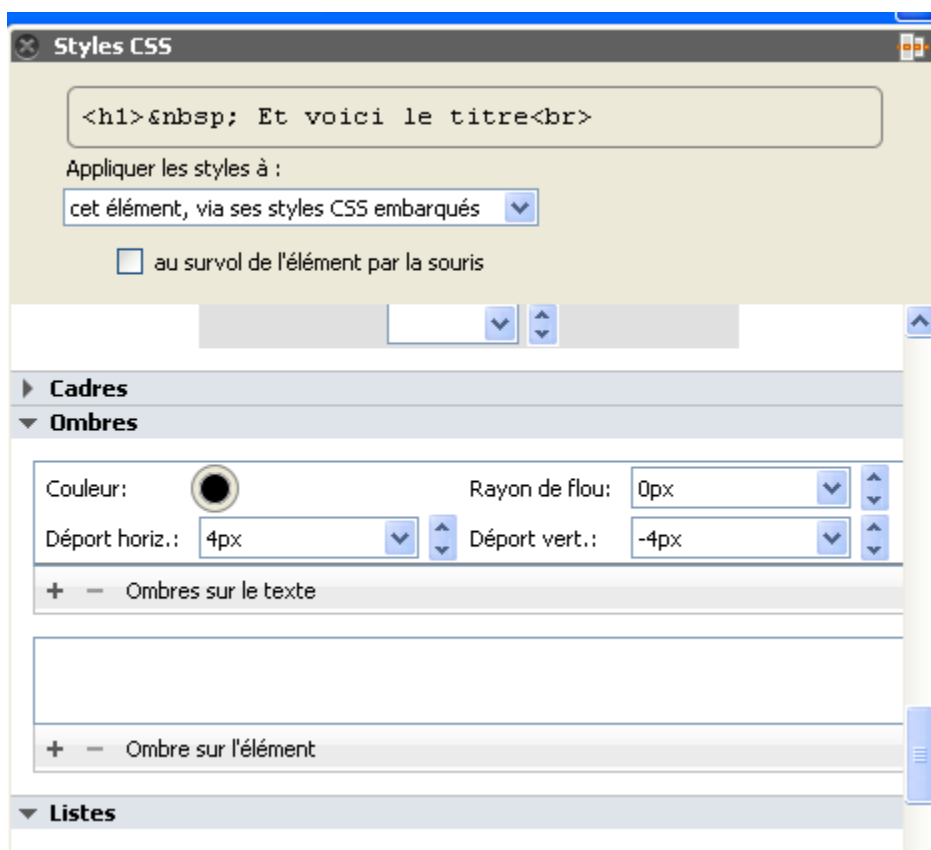 Styles CSS
<h1>&nbsp; Et voici le titre<br>
Appliquer les styles à :
cet élément, via ses styles CSS embarqués
au survol de l'élément par la souris
Cadres
Ombres
Couleur: Rayon de flou: 0px
Déport horiz.: 4px Déport vert.: -4px
+ − Ombres sur le texte
+ − Ombre sur l'élément
Listes